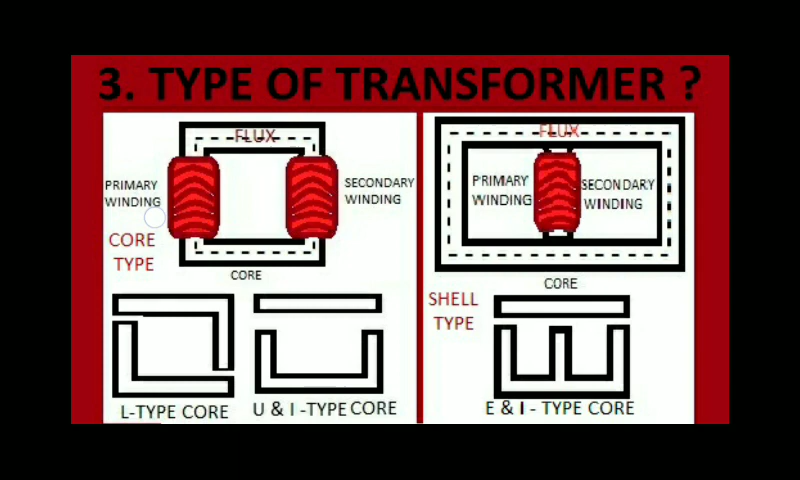 3. TYPE OF TRANSFORMER ?
FLUX
PRIMARY
WINDING
SECONDARY
WINDING
CORE
TYPE
CORE
L-TYPE CORE
U & I -TYPE CORE
FLUX
PRIMARY
WINDING
SECONDARY
WINDING
CORE
SHELL
TYPE
E & I - TYPE CORE